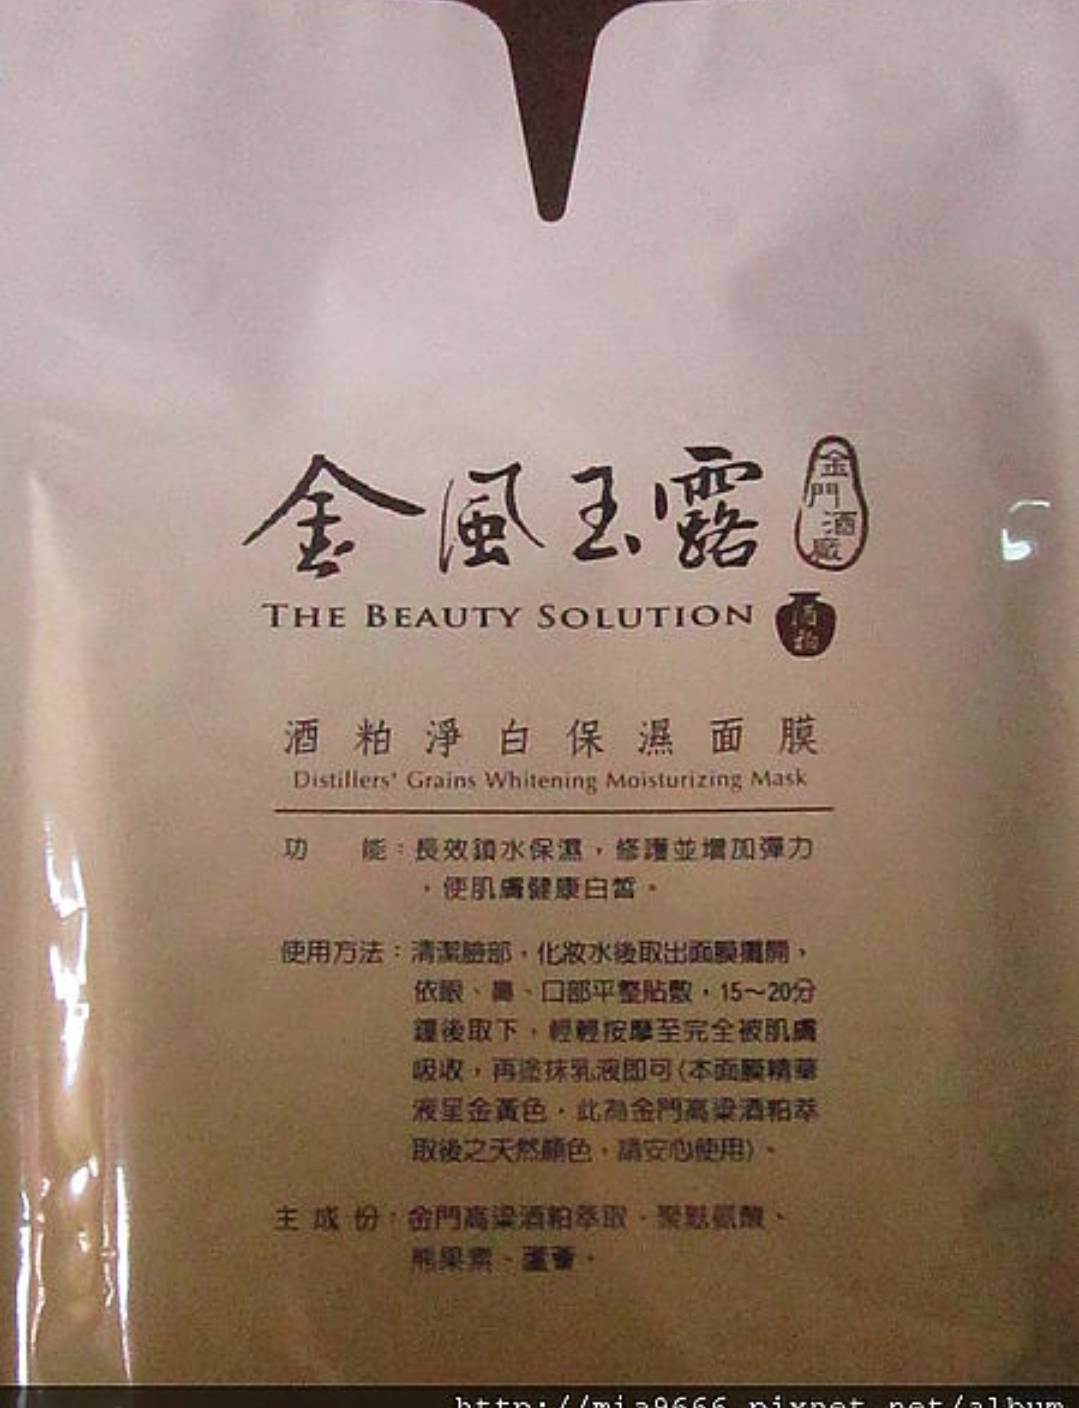 金風玉露
金門酒廠
THE BEAUTY SOLUTION
酒粕
酒粕淨白保濕面膜
Distillers' Grains Whitening Moisturizing Mask
功 能：長效鎖水保濕，修護並增加彈力
，使肌膚健康白皙。
使用方法：清潔臉部，化妝水後取出面膜攤開，
依眼、鼻、口部平整貼敷，15～20分
鐘後取下，輕輕按摩至完全被肌膚
吸收，再塗抹乳液即可(本面膜精華
液呈金黃色，此為金門高粱酒粕萃
取後之天然顏色，請安心使用)。
主成份：金門高粱酒粕萃取、聚麩氨酸、
熊果素、蘆薈。
http://mia9666.pixnet.net/album